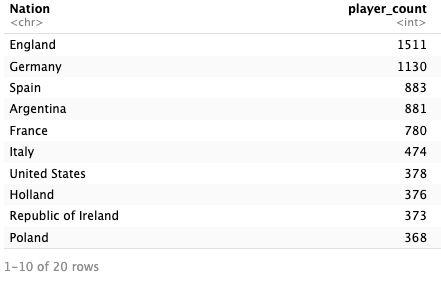 Nation player_count
<chr> <int>
England 1511
Germany 1130
Spain 883
Argentina 881
France 780
Italy 474
United States 378
Holland 376
Republic of Ireland 373
Poland 368
1–10 of 20 rows